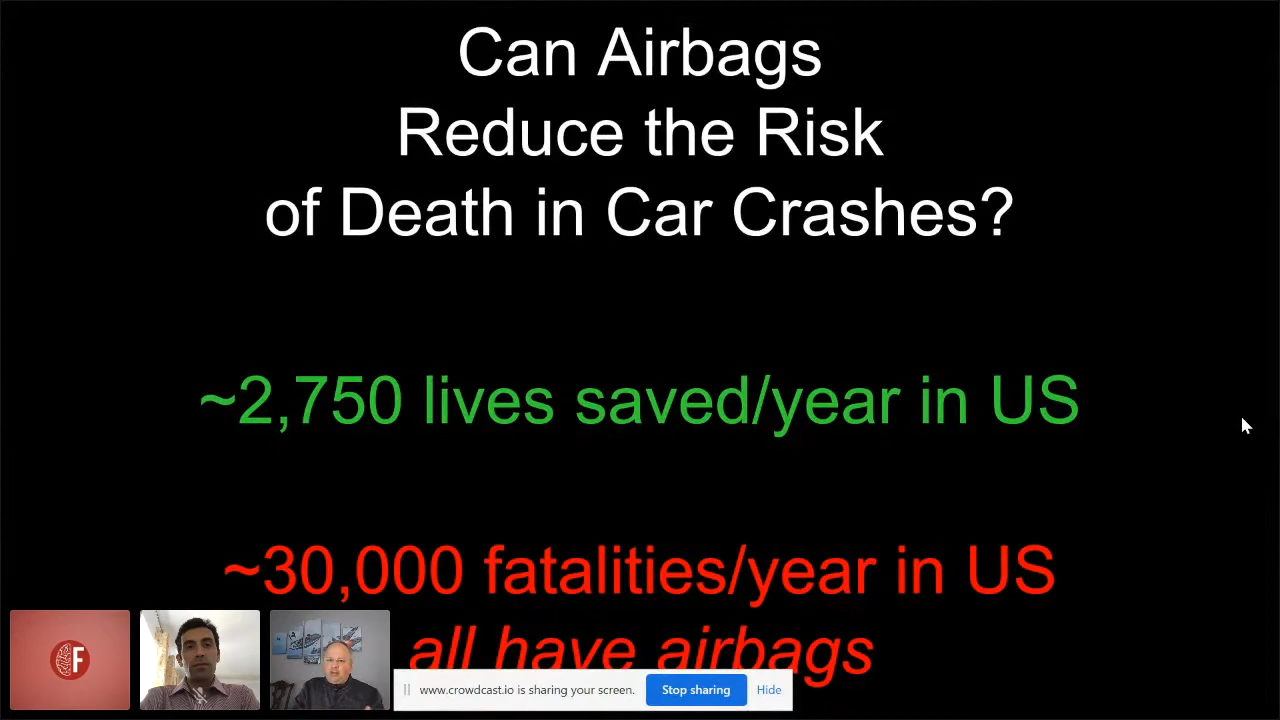 Can Airbags
Reduce the Risk
of Death in Car Crashes?
~2,750 lives saved/year in US
~30,000 fatalities/year in US
all have airbags
F
www.crowdcast.io is sharing your screen.
Stop sharing
Hide